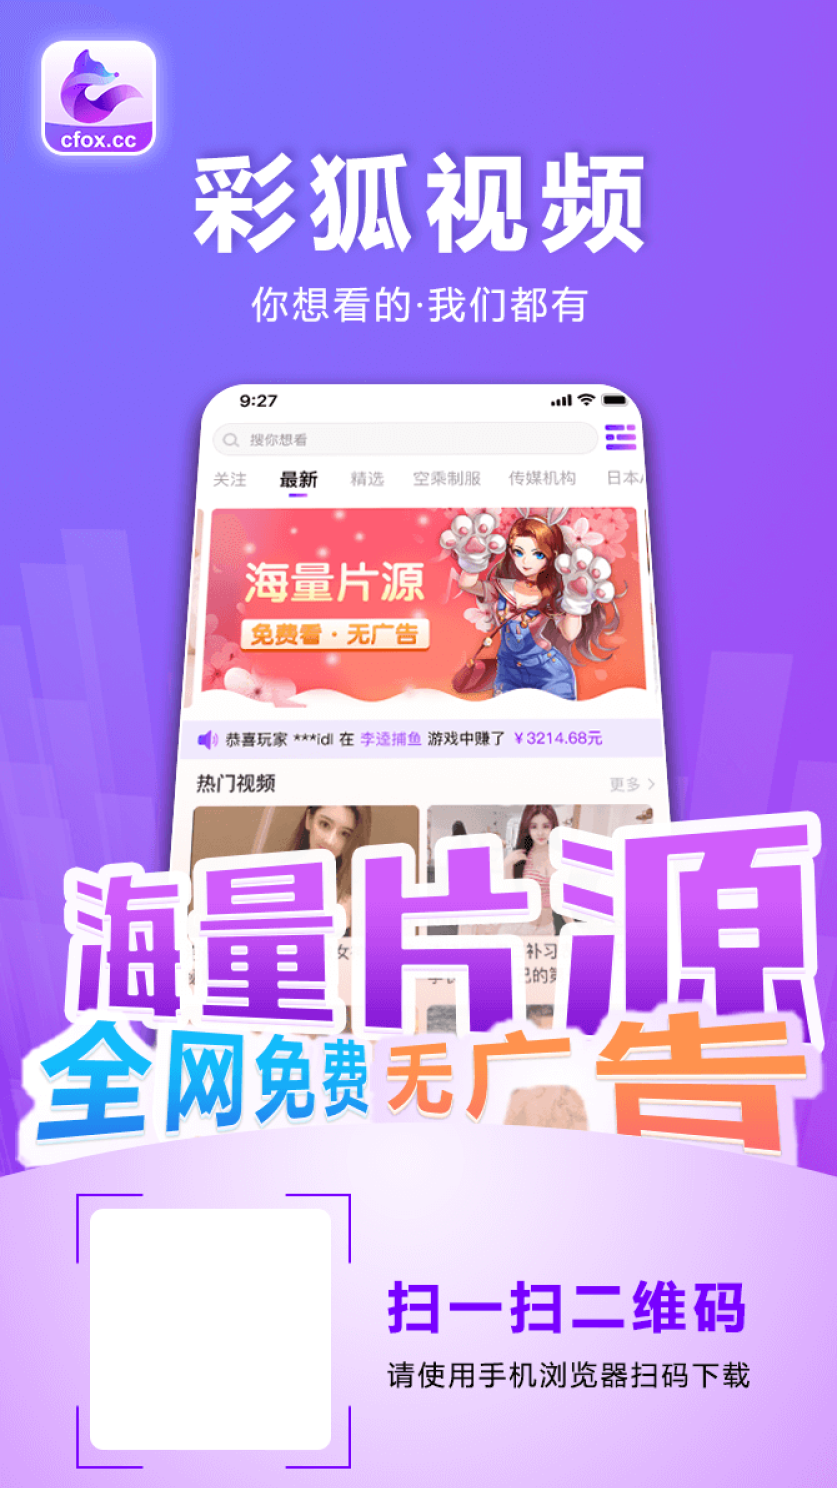 cfox.cc
彩狐视频
你想看的·我们都有
9:27
搜你想看
关注 最新 精选 空乘制服 传媒机构 日本
海量片源
免费看·无广告
恭喜玩家 ***idl 在 李逵捕鱼 游戏中赚了 ￥3214.68元
热门视频 更多
补习
海量片源
全网免费无广告
扫一扫二维码
请使用手机浏览器扫码下载